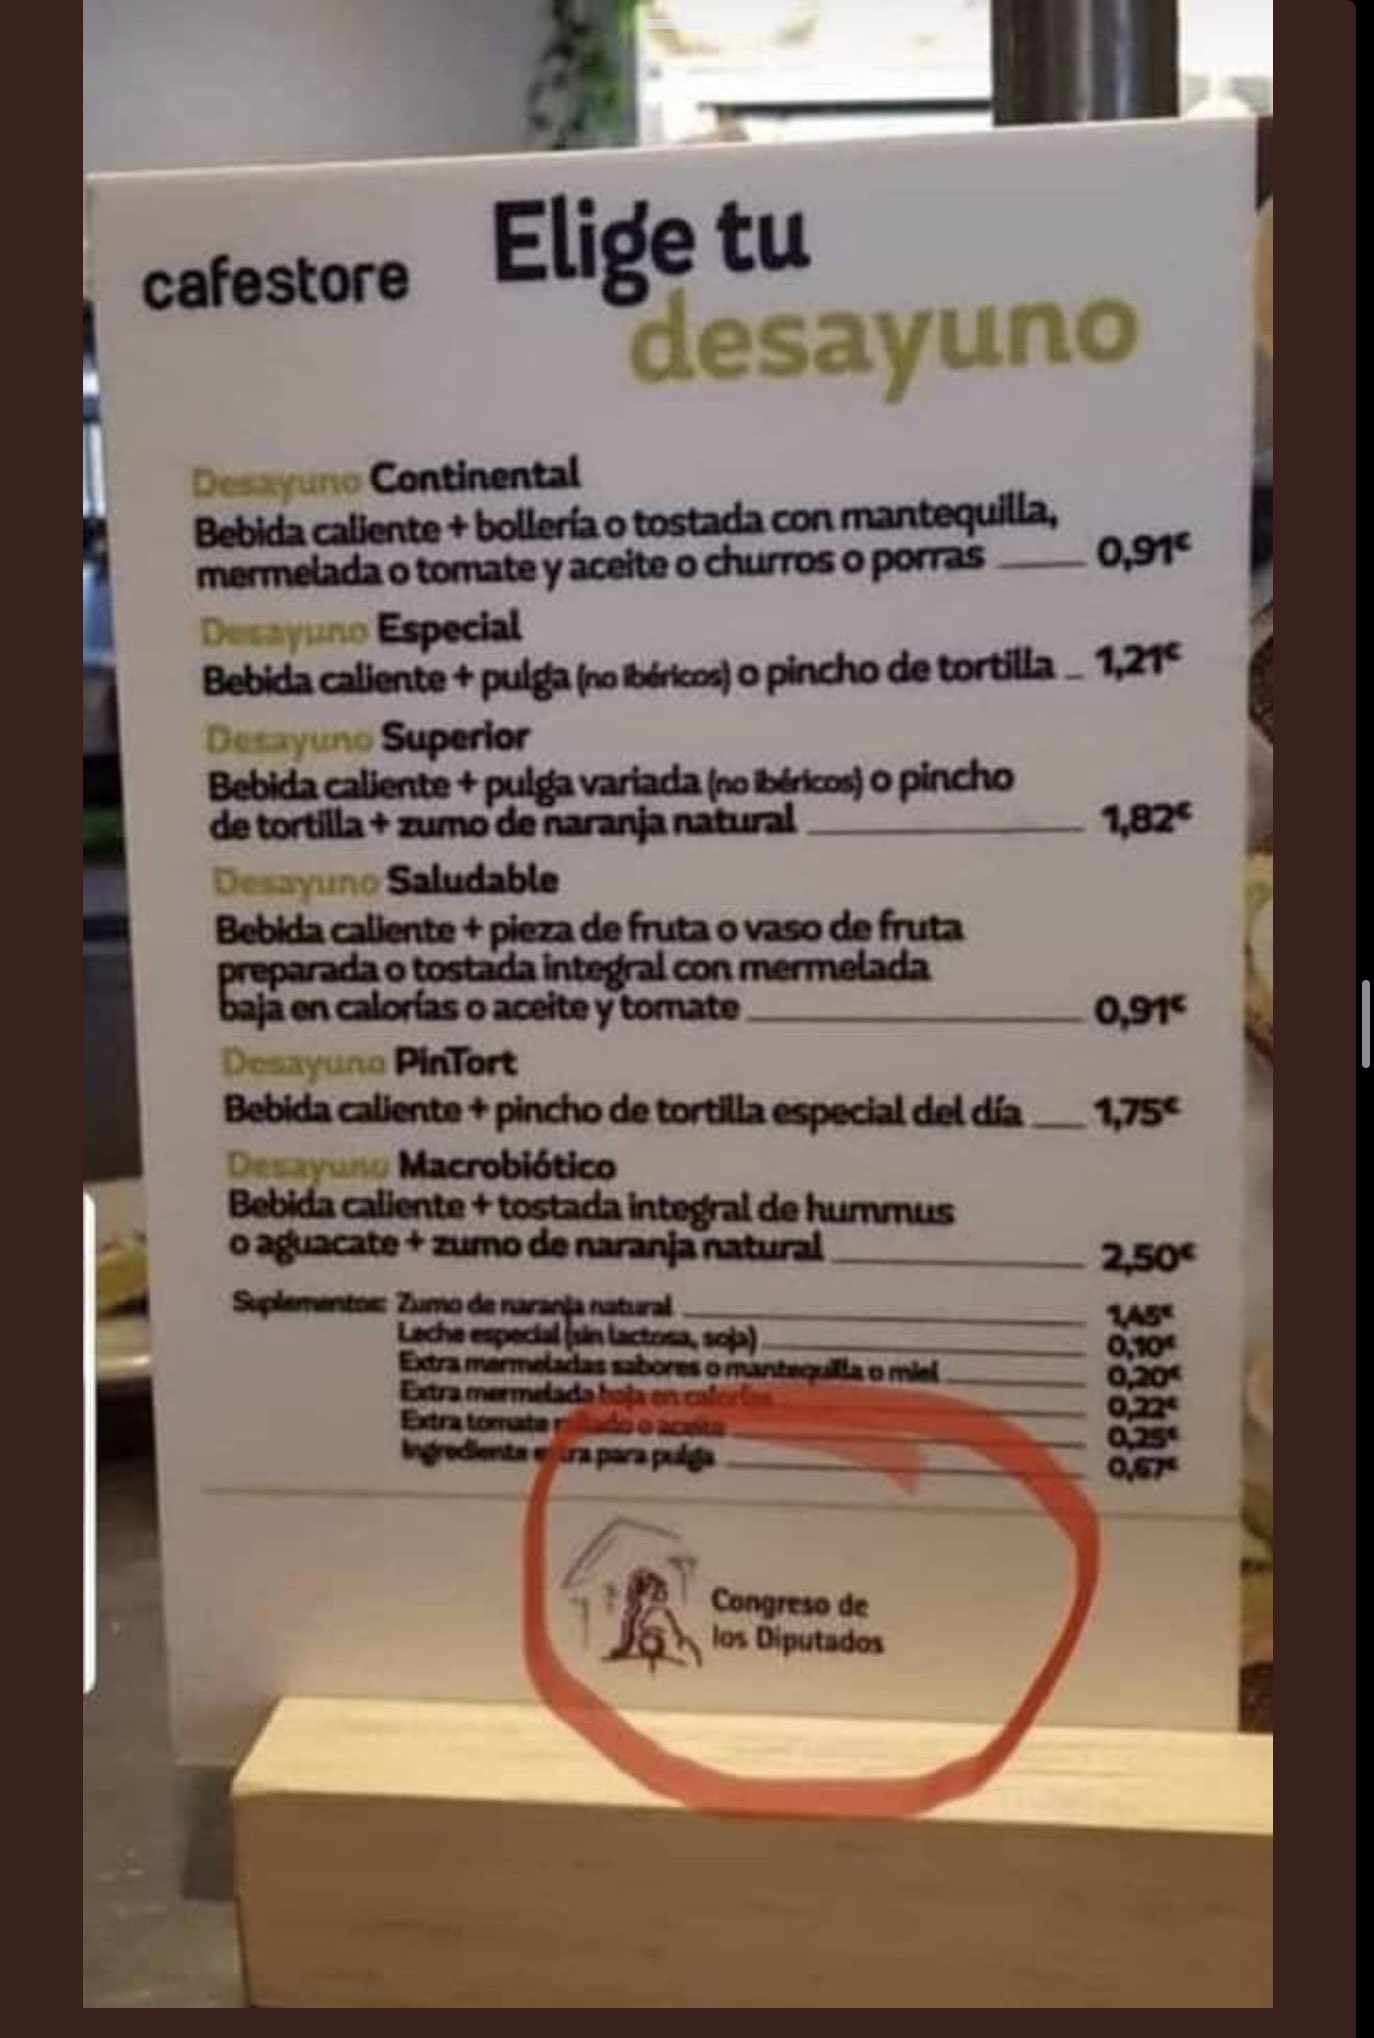 cafestore
Elige tu
desayuno
Desayuno Continental
Bebida caliente + bollería o tostada con mantequilla,
mermelada o tomate y aceite o churros o porras 0,91€
Desayuno Especial
Bebida caliente + pulga (no ibéricos) o pincho de tortilla 1,21€
Desayuno Superior
Bebida caliente + pulga variada (no ibéricos) o pincho
de tortilla + zumo de naranja natural 1,82€
Desayuno Saludable
Bebida caliente + pieza de fruta o vaso de fruta
preparada o tostada integral con mermelada
baja en calorías o aceite y tomate 0,91€
Desayuno PinTort
Bebida caliente + pincho de tortilla especial del día 1,75€
Desayuno Macrobiótico
Bebida caliente + tostada integral de hummus
o aguacate + zumo de naranja natural 2,50€
Suplementos: Zumo de naranja natural 1,45€
Leche especial (sin lactosa, soja) 0,10€
Extra mermeladas sabores o mantequilla o miel 0,20€
Extra mermelada baja en calorías 0,22€
Extra tomate rallado o aceite 0,25€
Ingrediente extra para pulga 0,67€
Congreso de
los Diputados